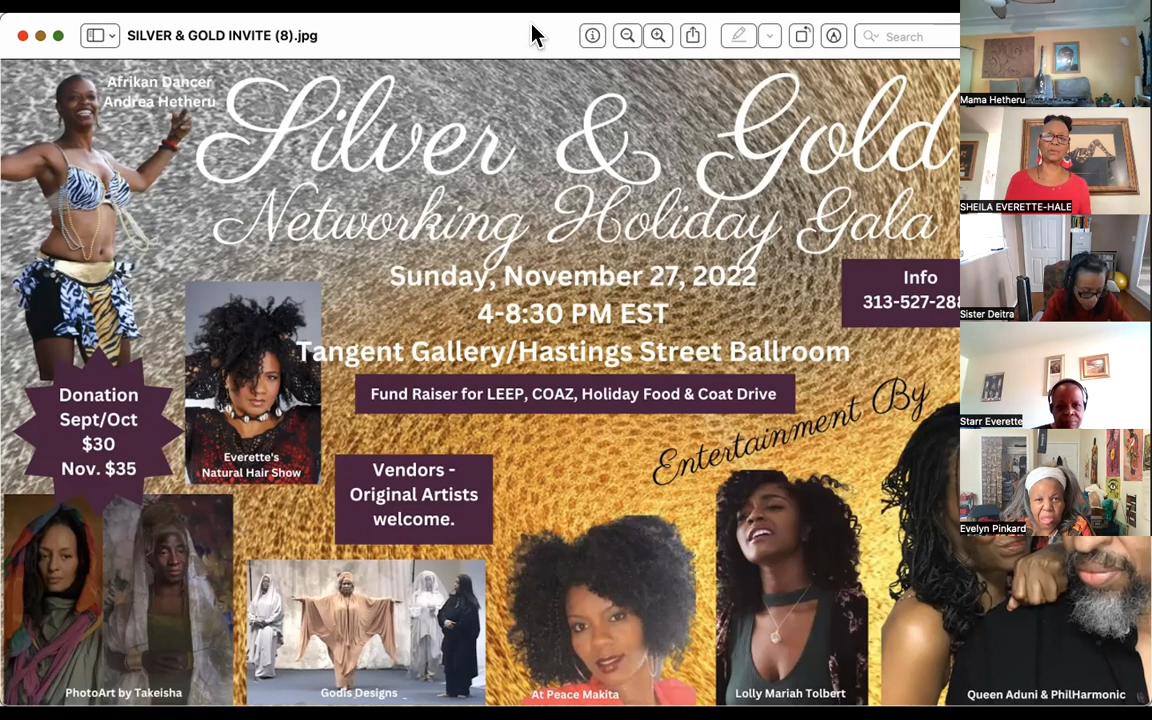 SILVER & GOLD INVITE (8).jpg
Search
Afrikan Dancer
Andrea Hetheru
Silver & Gold
Networking Holiday Gala
Sunday, November 27, 2022
4-8:30 PM EST
Tangent Gallery/Hastings Street Ballroom
Info
313-527-288
Fund Raiser for LEEP, COAZ, Holiday Food & Coat Drive
Donation
Sept/Oct
$30
Nov. $35
Everette's
Natural Hair Show
Vendors -
Original Artists
welcome.
Entertainment By
PhotoArt by Takeisha
Godis Designs
At Peace Makita
Lolly Mariah Tolbert
Queen Aduni & PhilHarmonic
Mama Hetheru
SHEILA EVERETTE-HALE
Sister Deitra
Starr Everette
Evelyn Pinkard